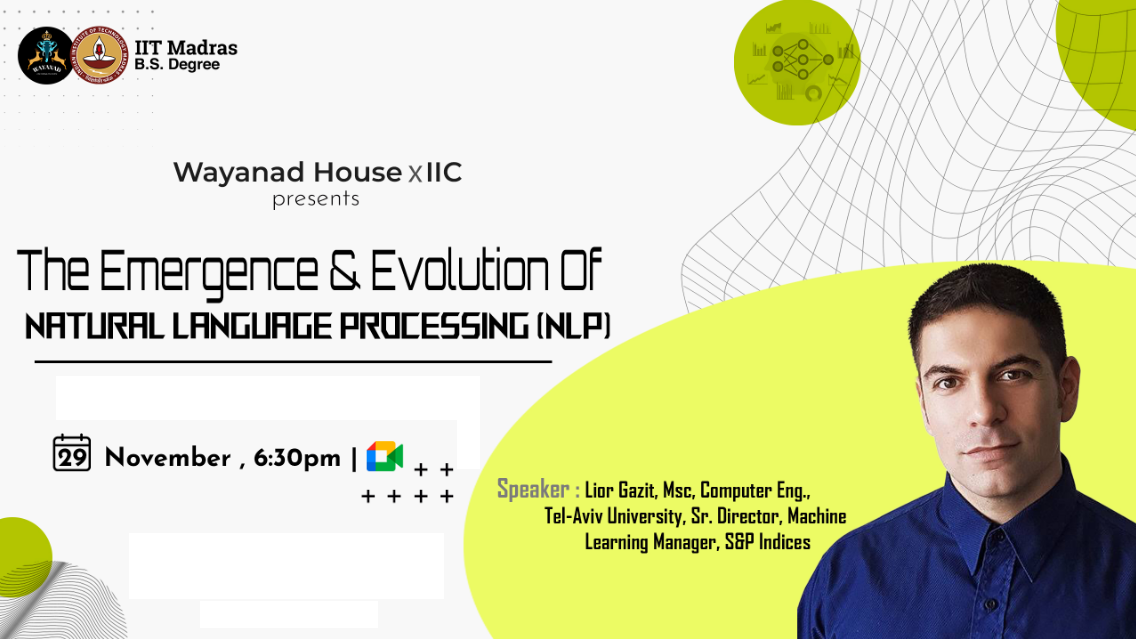 WAYANAD
IIT Madras
B.S. Degree
Wayanad House x IIC
presents
The Emergence & Evolution Of
NATURAL LANGUAGE PROCESSING (NLP)
29 November , 6:30pm |
Speaker : Lior Gazit, Msc, Computer Eng.,
Tel-Aviv University, Sr. Director, Machine
Learning Manager, S&P Indices